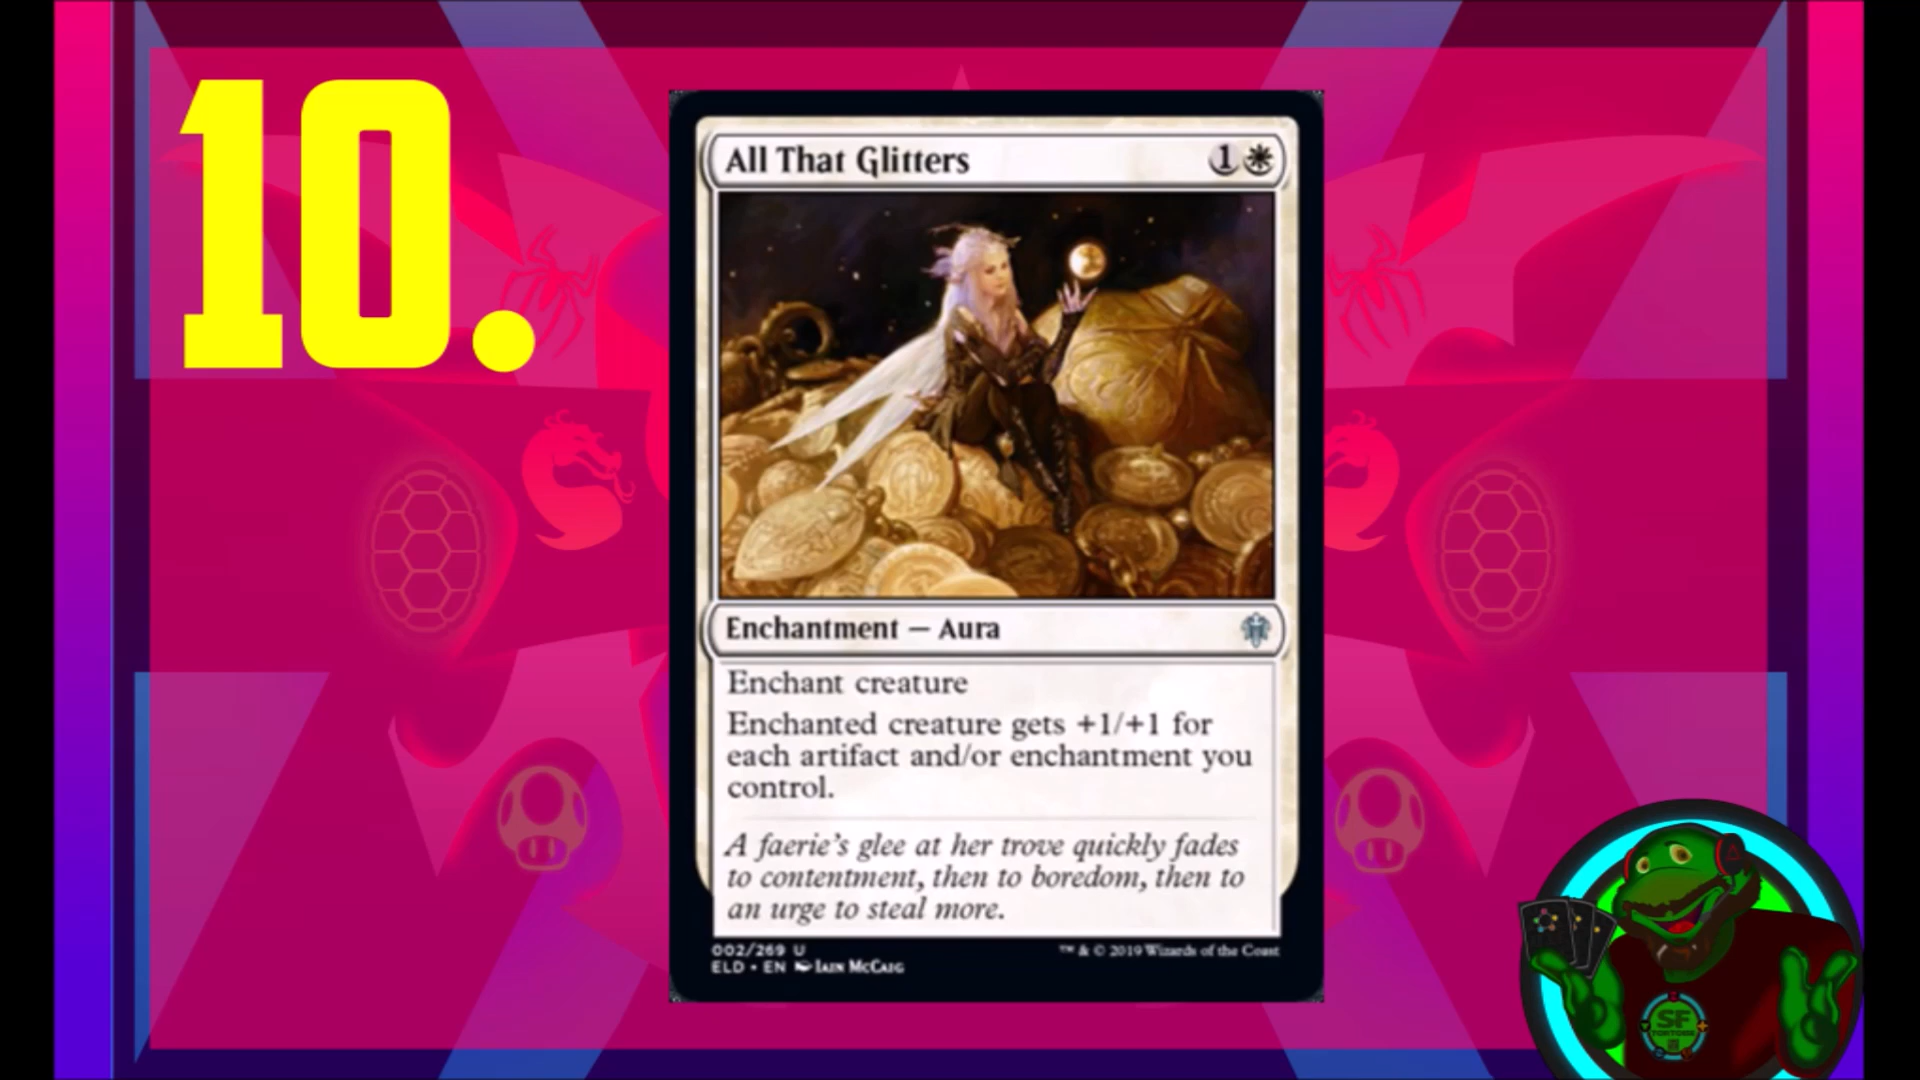 10.
All That Glitters 1
Enchantment — Aura
Enchant creature
Enchanted creature gets +1/+1 for
each artifact and/or enchantment you
control.
A faerie's glee at her trove quickly fades
to contentment, then to boredom, then to
an urge to steal more.
002/269 U
™ & © 2019 Wizards of the Coast
ELD • EN Iain McCaig
SF
TORTOISE